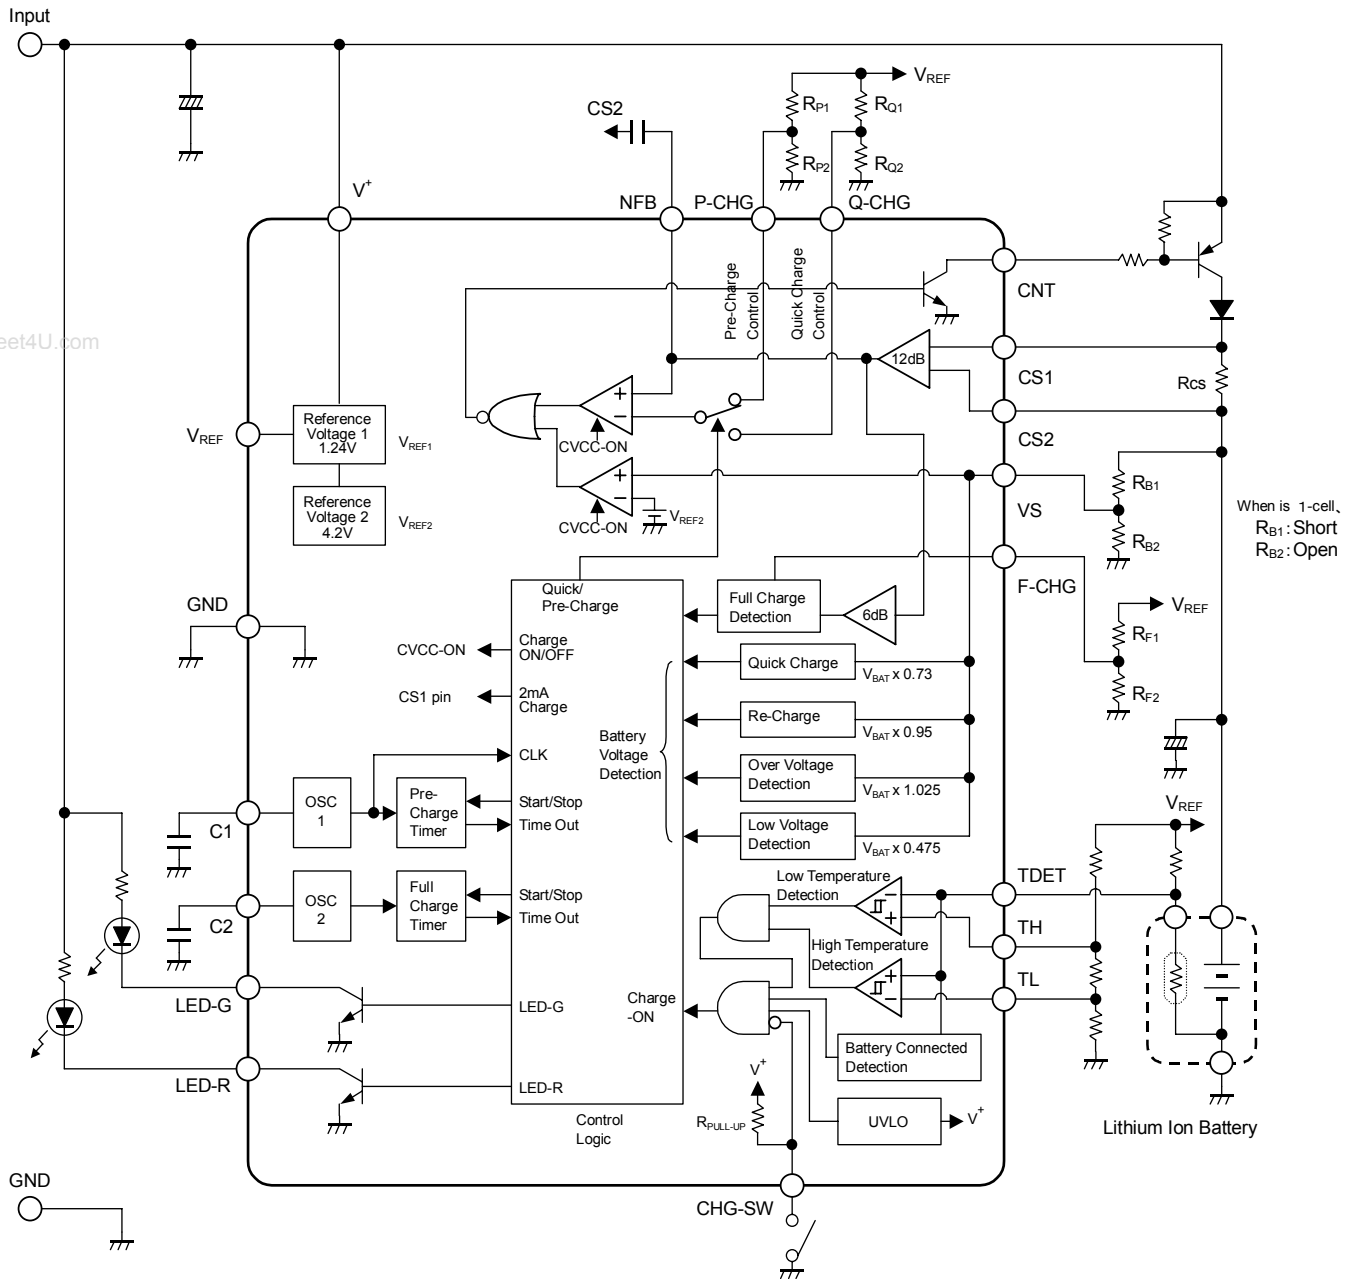 Input
VREF
RP1
RQ1
CS2
RP2
RQ2
V+
NFB
P-CHG
Q-CHG
Pre-Charge
Control
Quick Charge
Control
CNT
eet4U.com
12dB
CS1
Rcs
CS2
Reference
Voltage 1
1.24V
VREF
VREF1
CVCC-ON
Reference
Voltage 2
4.2V
VREF2
CVCC-ON
VREF2
VS
RB1
RB2
When is 1-cell、
RB1:Short
RB2:Open
F-CHG
Quick/
Pre-Charge
Full Charge
Detection
6dB
VREF
RF1
RF2
GND
CVCC-ON
Charge
ON/OFF
Quick Charge
VBAT x 0.73
CS1 pin
2mA
Charge
Re-Charge
VBAT x 0.95
Battery
Voltage
Detection
CLK
Over Voltage
Detection
VBAT x 1.025
OSC
1
Pre-
Charge
Timer
Start/Stop
Time Out
C1
Low Voltage
Detection
VBAT x 0.475
VREF
Low Temperature
Detection
TDET
OSC
2
Full
Charge
Timer
Start/Stop
Time Out
C2
TH
High Temperature
Detection
TL
LED-G
LED-G
Charge
-ON
Battery Connected
Detection
LED-R
LED-R
V+
RPULL-UP
UVLO
V+
Control
Logic
Lithium Ion Battery
GND
CHG-SW